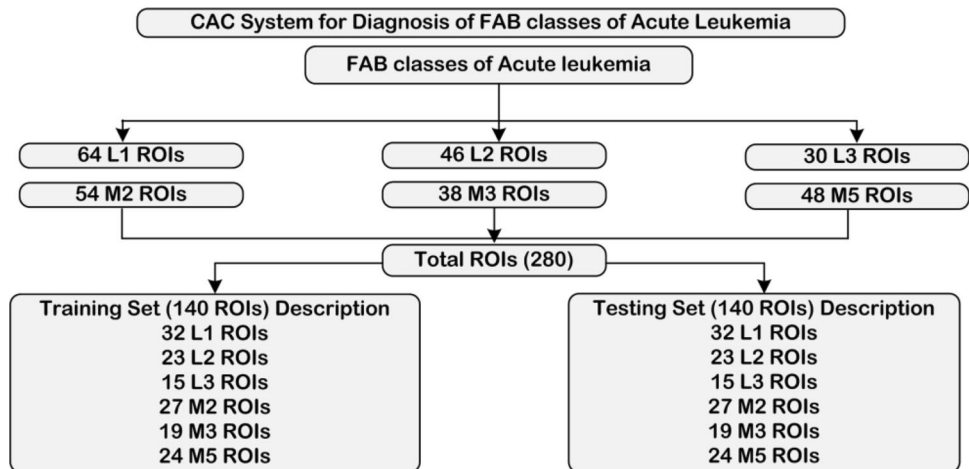 CAC System for Diagnosis of FAB classes of Acute Leukemia
FAB classes of Acute leukemia
64 L1 ROIs
46 L2 ROIs
30 L3 ROIs
54 M2 ROIs
38 M3 ROIs
48 M5 ROIs
Total ROIs (280)
Training Set (140 ROIs) Description
32 L1 ROIs
23 L2 ROIs
15 L3 ROIs
27 M2 ROIs
19 M3 ROIs
24 M5 ROIs
Testing Set (140 ROIs) Description
32 L1 ROIs
23 L2 ROIs
15 L3 ROIs
27 M2 ROIs
19 M3 ROIs
24 M5 ROIs